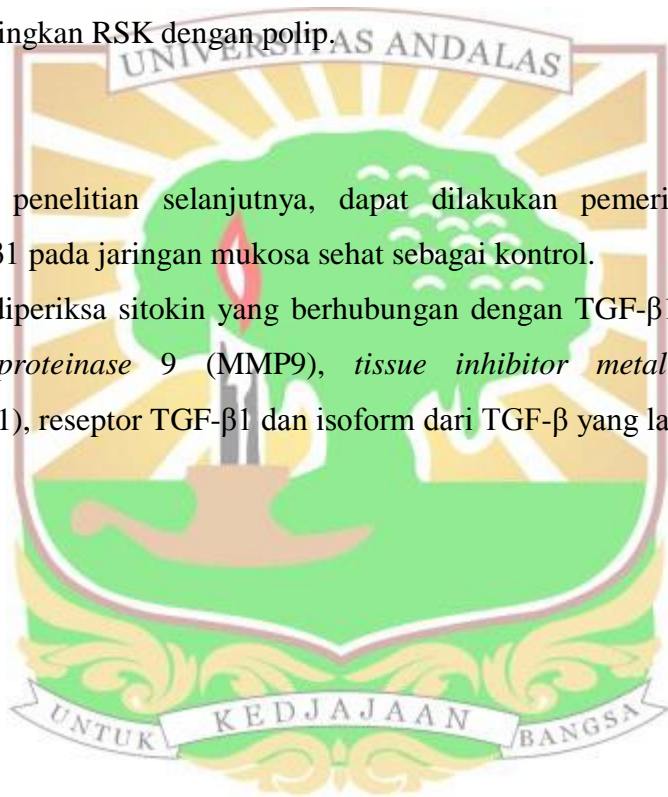 ingkan RSK dengan polip.
UNIVERSITAS ANDALAS
penelitian selanjutnya, dapat dilakukan pemeri
β1 pada jaringan mukosa sehat sebagai kontrol.
diperiksa sitokin yang berhubungan dengan TGF-β1
proteinase 9 (MMP9), tissue inhibitor metal
1), reseptor TGF-β1 dan isoform dari TGF-β yang la
UNTUK KEDJAJAAN BANGSA